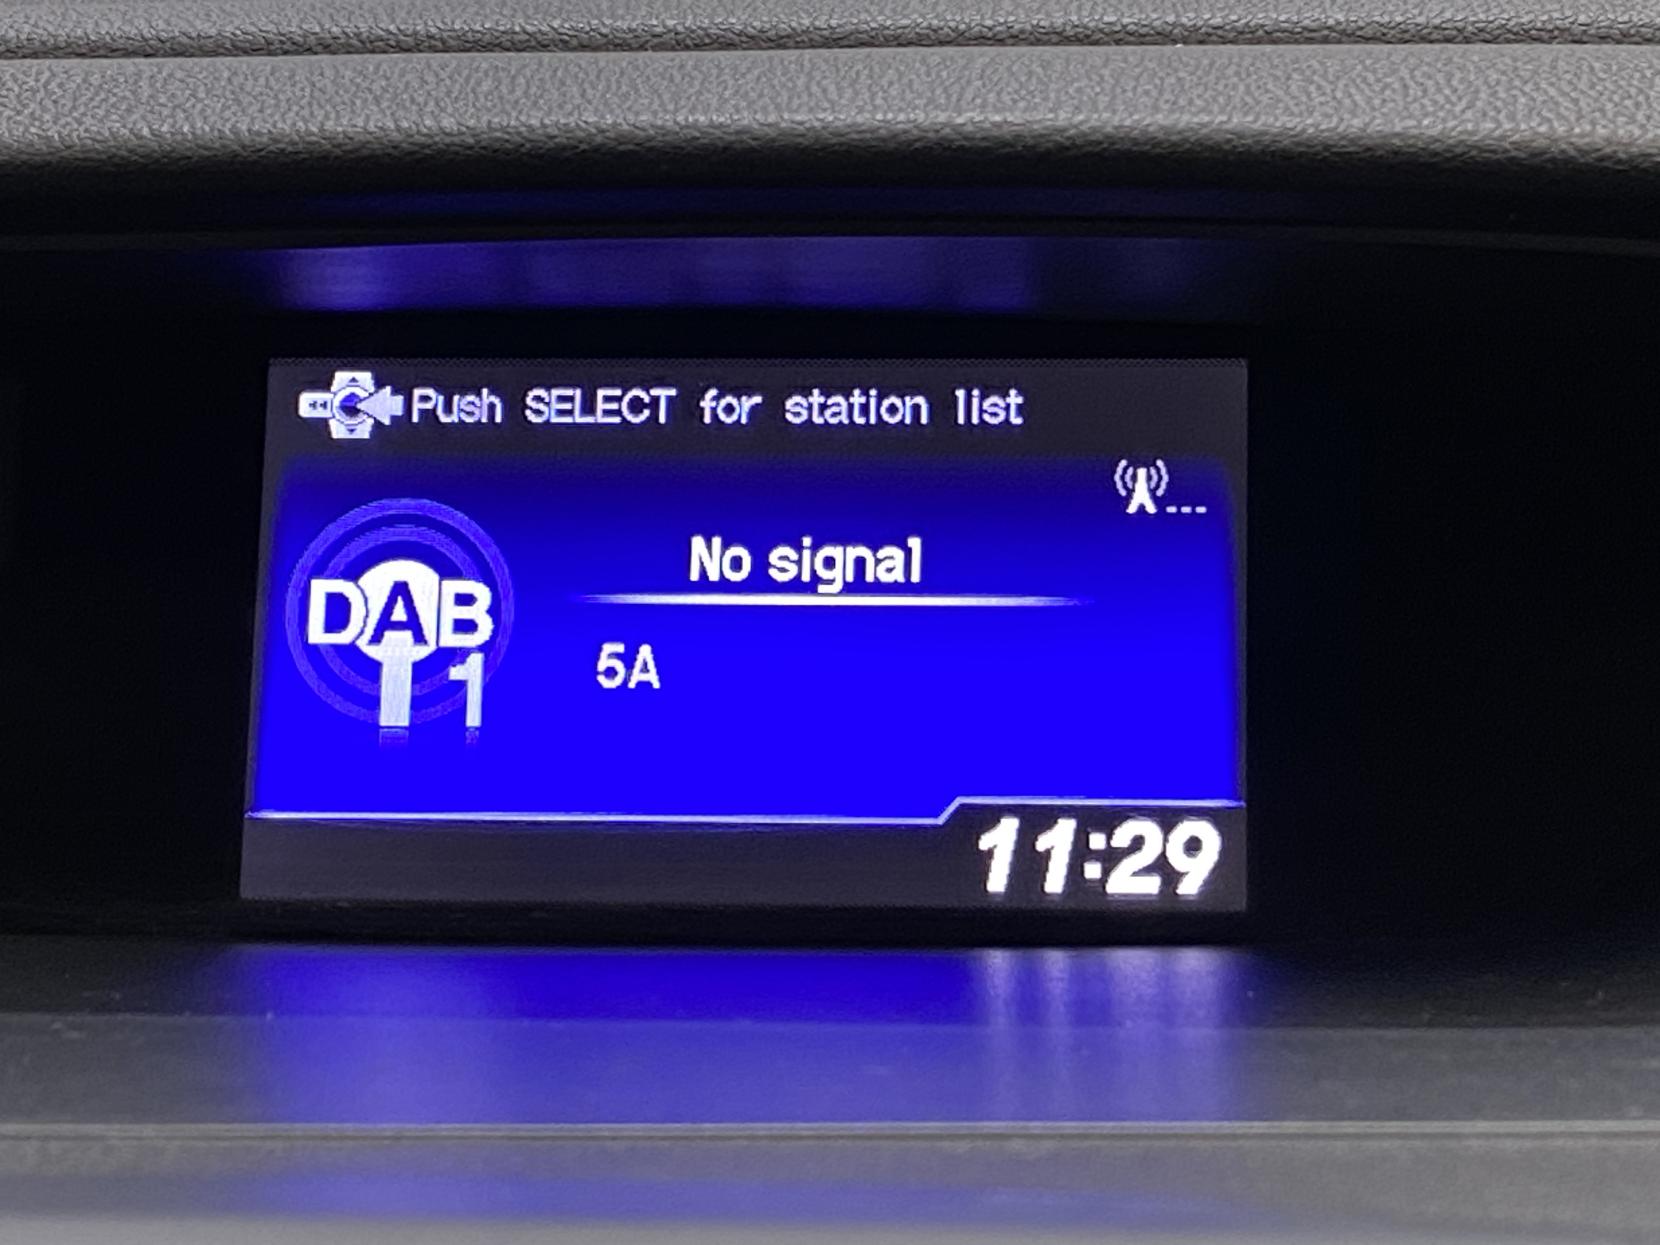 Push SELECT for station list
No signal
DAB
1
5A
11:29